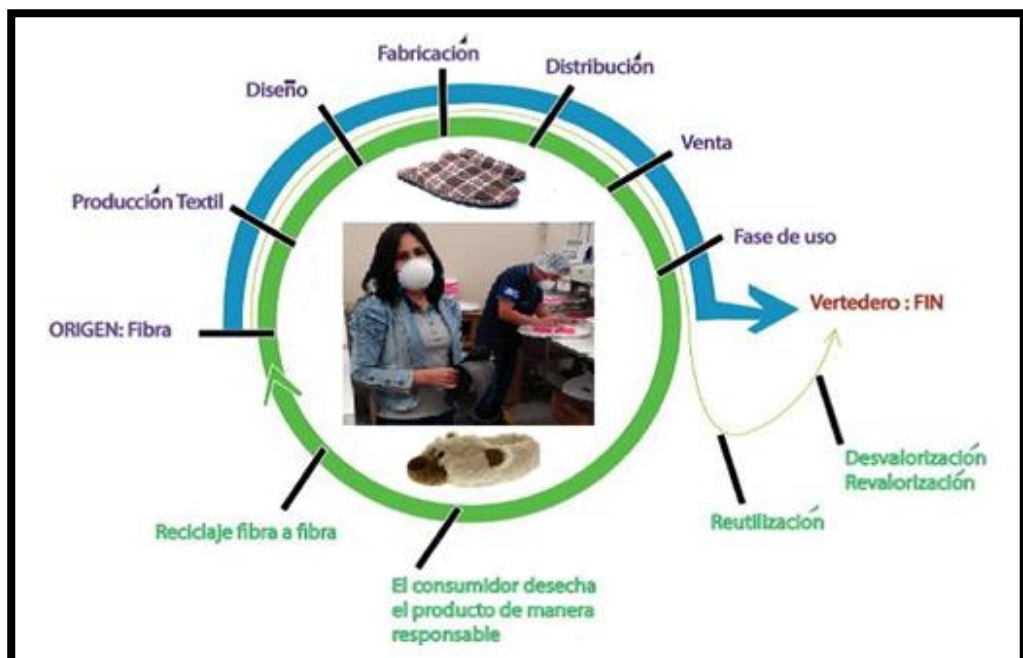 Fabricación
Distribución
Diseño
Venta
Producción Textil
Fase de uso
ORIGEN: Fibra
Vertedero : FIN
Desvalorización
Revalorización
Reutilización
Reciclaje fibra a fibra
El consumidor desecha
el producto de manera
responsable